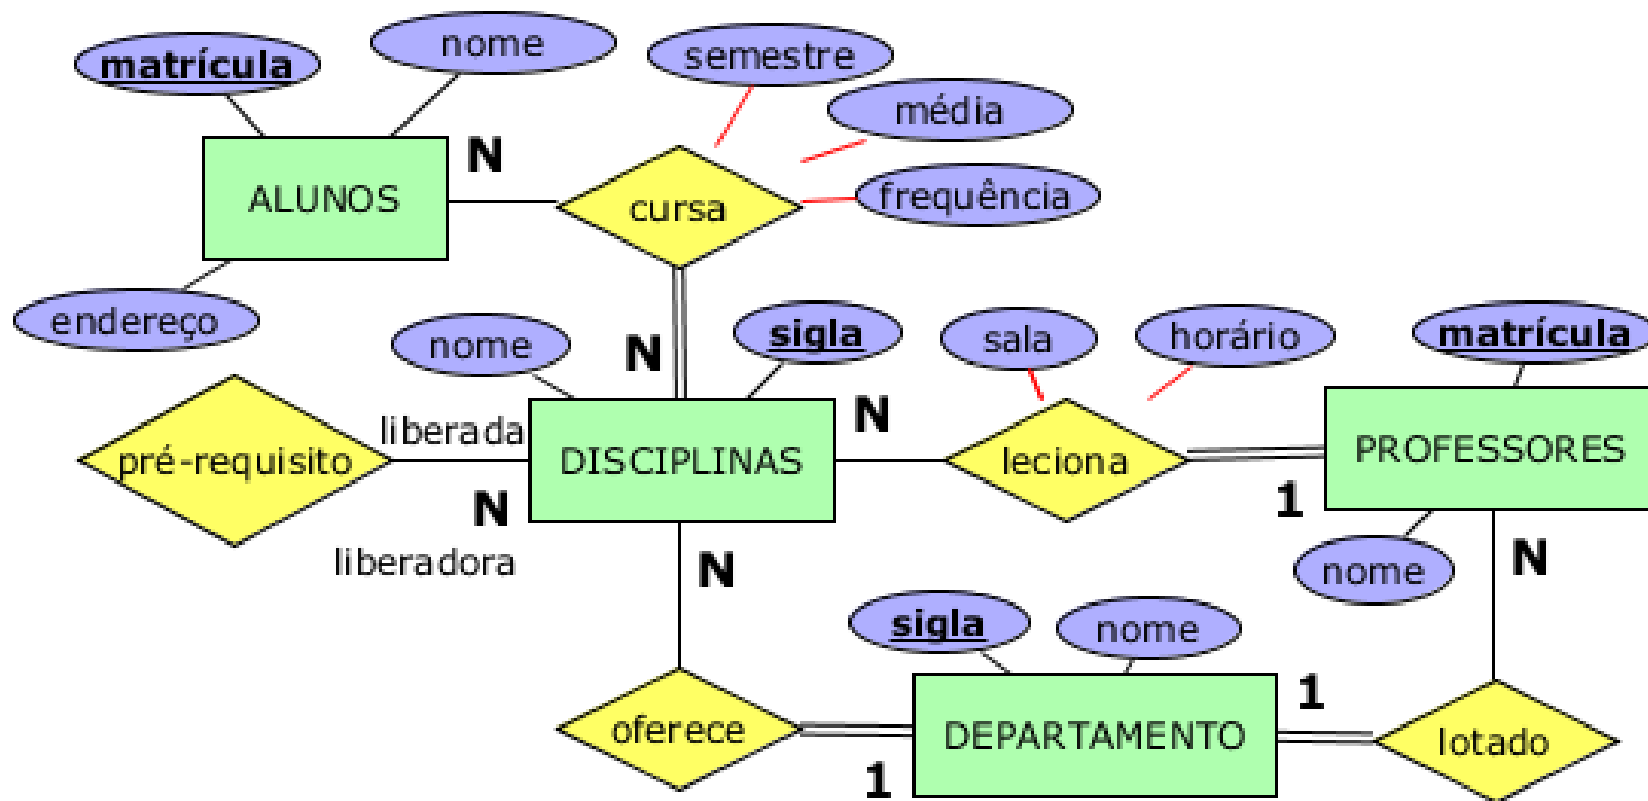 matrícula
nome
semestre
média
frequência
N
ALUNOS
cursa
endereço
nome
N
sigla
sala
horário
matrícula
pré-requisito
liberada
DISCIPLINAS
N
leciona
PROFESSORES
N
1
liberadora
N
nome
N
sigla
nome
1
oferece
DEPARTAMENTO
lotado
1